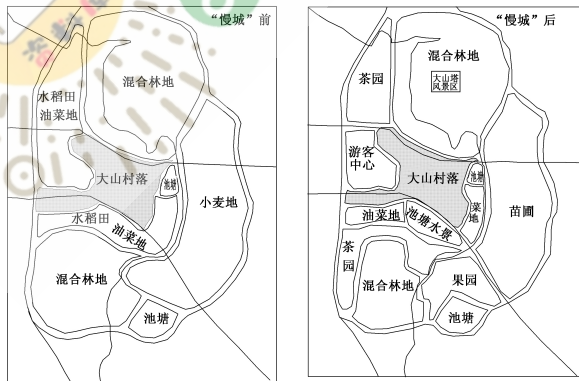 “慢城”前
混合林地
水稻田
油菜地
大山村落
池塘
小麦地
水稻田
油菜地
混合林地
池塘
“慢城”后
茶园
混合林地
大山塔
风景区
游客
中心
大山村落
池塘
菜地
苗圃
油菜地
池塘水景
茶园
混合林地
果园
池塘